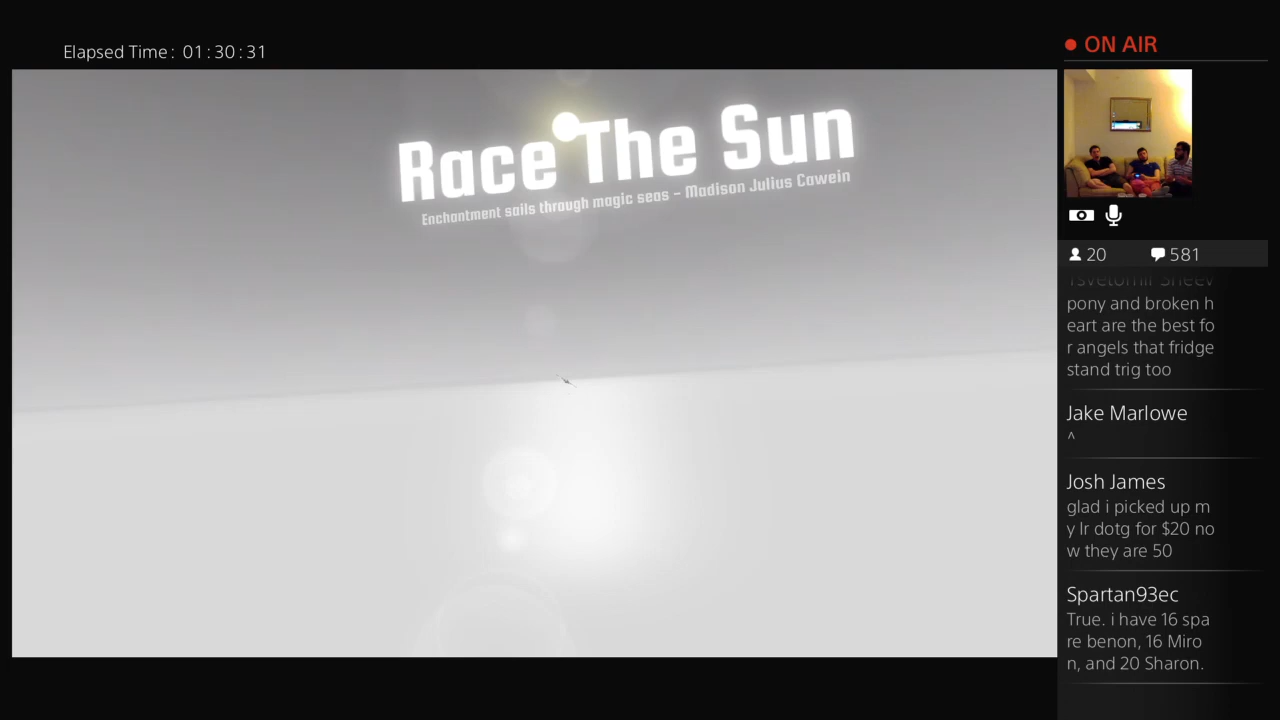 Elapsed Time: 01:30:31
ON AIR
Race The Sun
Enchantment sails through magic seas - Madison Julius Cawein
20 581
Tsvetomir Sheev
pony and broken h
eart are the best fo
r angels that fridge
stand trig too
Jake Marlowe
^
Josh James
glad i picked up m
y lr dotg for $20 no
w they are 50
Spartan93ec
True. i have 16 spa
re benon, 16 Miro
n, and 20 Sharon.